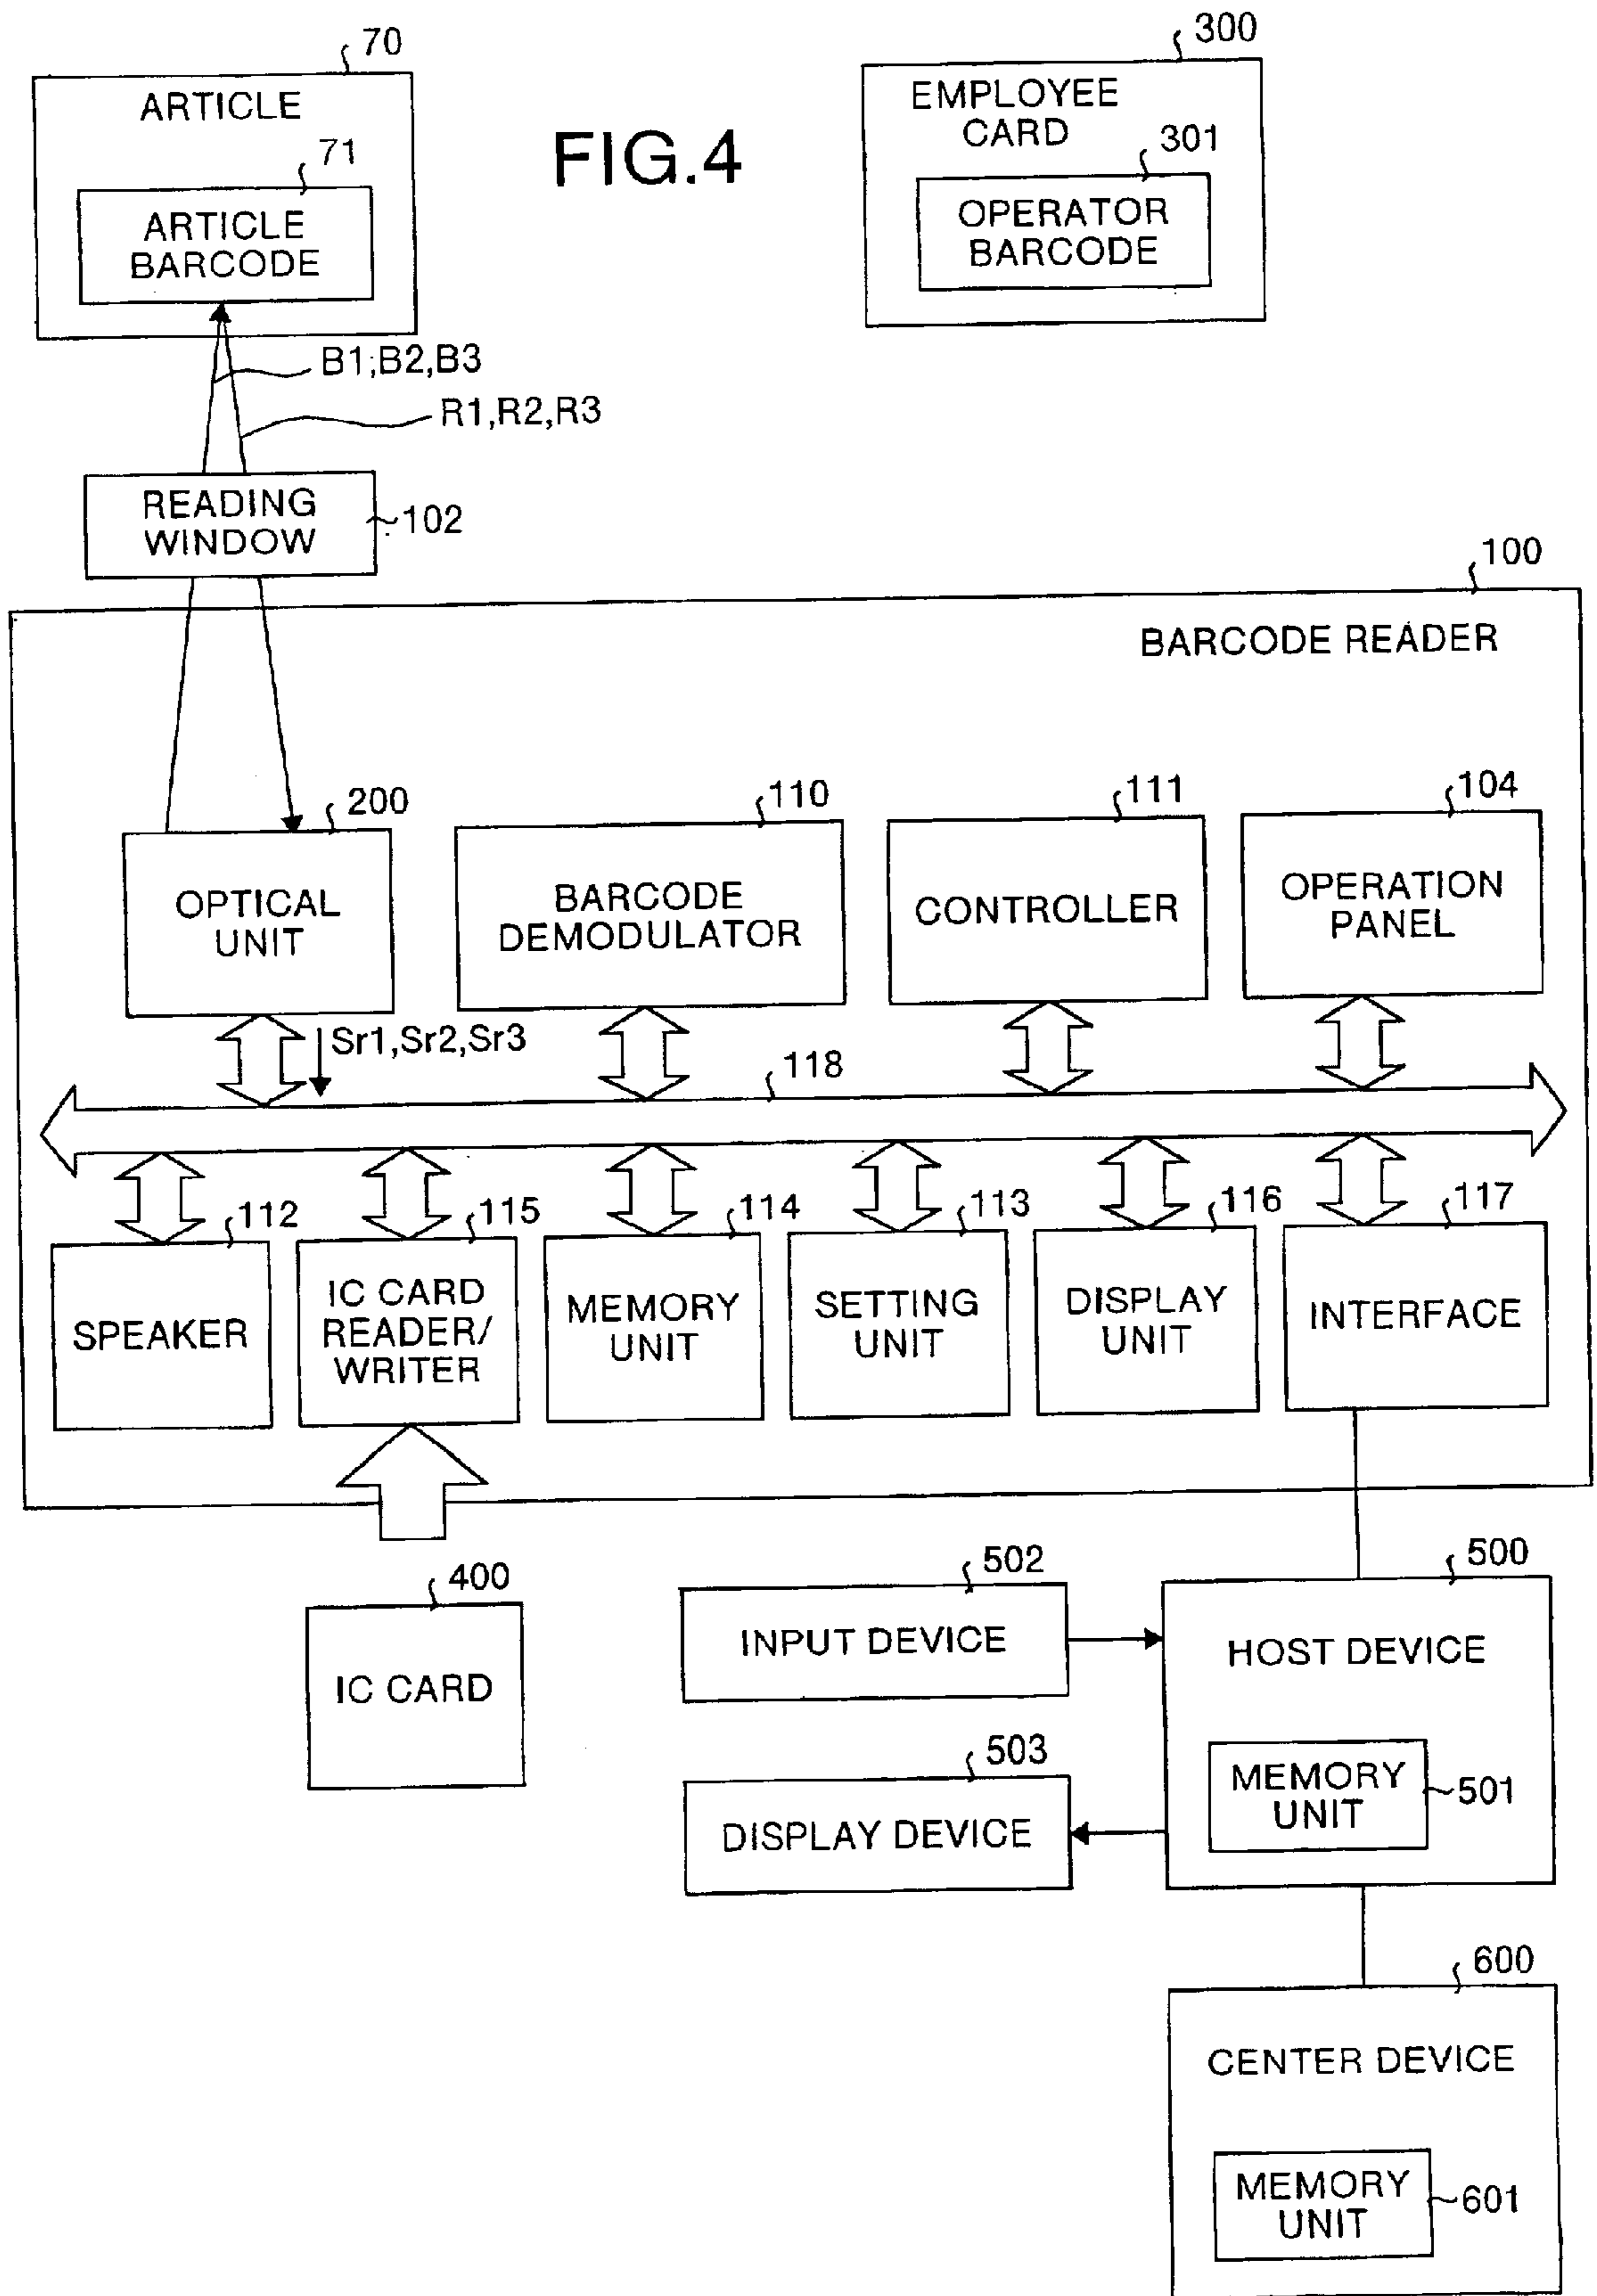 70
300
ARTICLE
EMPLOYEE
CARD
FIG.4
71
301
ARTICLE
BARCODE
OPERATOR
BARCODE
B1;B2,B3
R1,R2,R3
READING
WINDOW
102
100
BARCODE READER
200
110
111
104
OPTICAL
UNIT
BARCODE
DEMODULATOR
CONTROLLER
OPERATION
PANEL
Sr1,Sr2,Sr3
118
112
115
114
113
116
117
SPEAKER
IC CARD
READER/
WRITER
MEMORY
UNIT
SETTING
UNIT
DISPLAY
UNIT
INTERFACE
400
502
500
IC CARD
INPUT DEVICE
HOST DEVICE
503
DISPLAY DEVICE
MEMORY
UNIT
501
600
CENTER DEVICE
MEMORY
UNIT
601